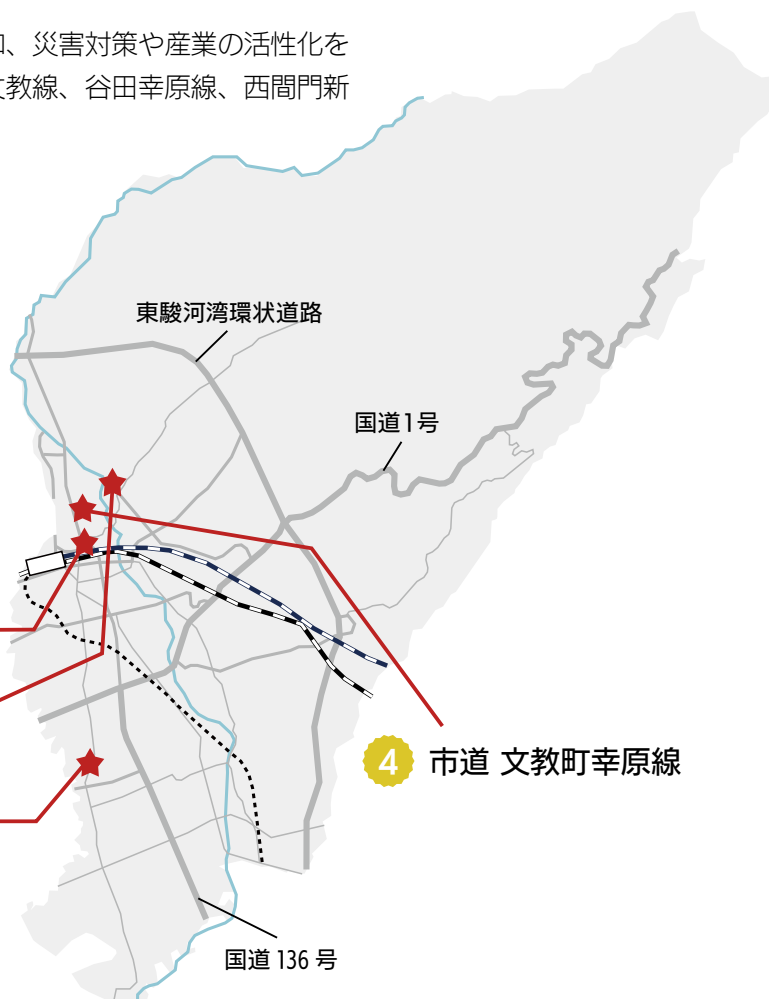 、災害対策や産業の活性化を
教線、谷田幸原線、西間門新
東駿河湾環状道路
国道1号
4 市道 文教町幸原線
国道 136 号